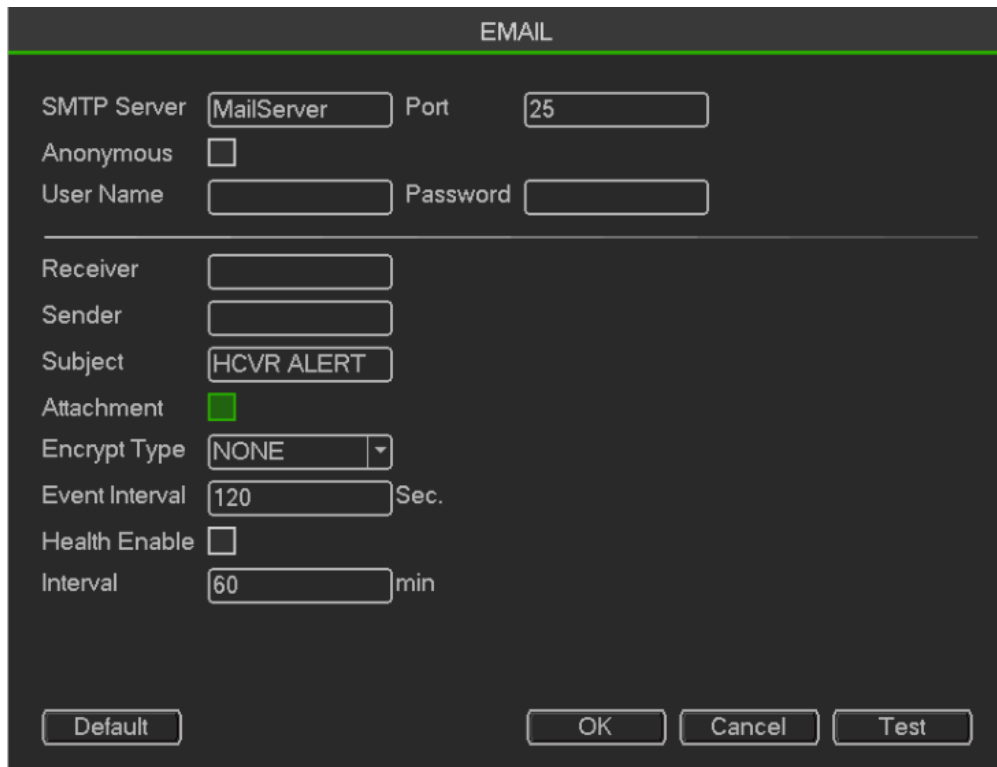 EMAIL
SMTP Server MailServer Port 25
Anonymous
User Name Password
Receiver
Sender
Subject HCVR ALERT
Attachment
Encrypt Type NONE
Event Interval 120 Sec.
Health Enable
Interval 60 min
Default OK Cancel Test